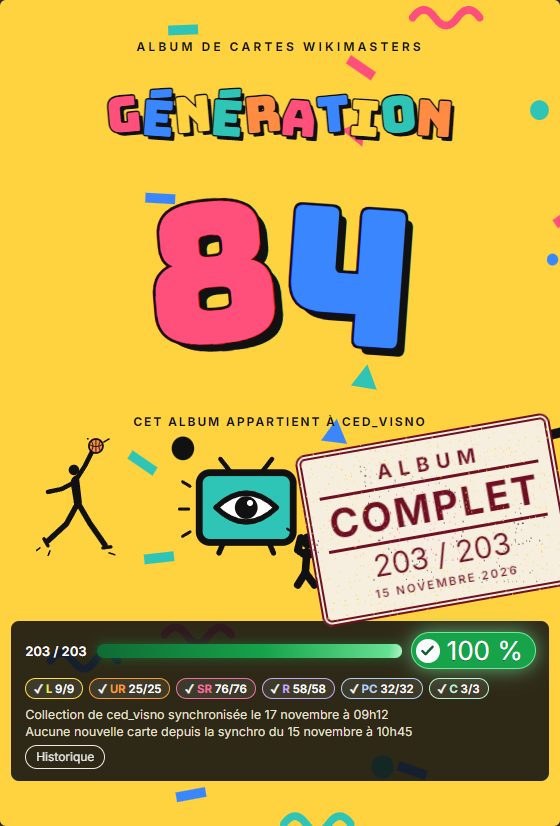 ALBUM DE CARTES WIKIMASTERS
GÉNÉRATION
84
CET ALBUM APPARTIENT À CED_VISNO
ALBUM
COMPLET
203 / 203
15 NOVEMBRE 2026
203 / 203
100 %
✓ L 9/9 ✓ UR 25/25 ✓ SR 76/76 ✓ R 58/58 ✓ PC 32/32 ✓ C 3/3
Collection de ced_visno synchronisée le 17 novembre à 09h12
Aucune nouvelle carte depuis la synchro du 15 novembre à 10h45
Historique